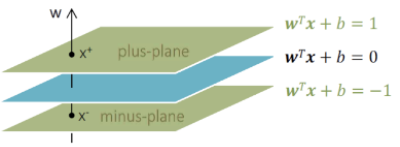 w
wᵀx + b = 1
x⁺ plus-plane
wᵀx + b = 0
wᵀx + b = −1
x⁻ minus-plane